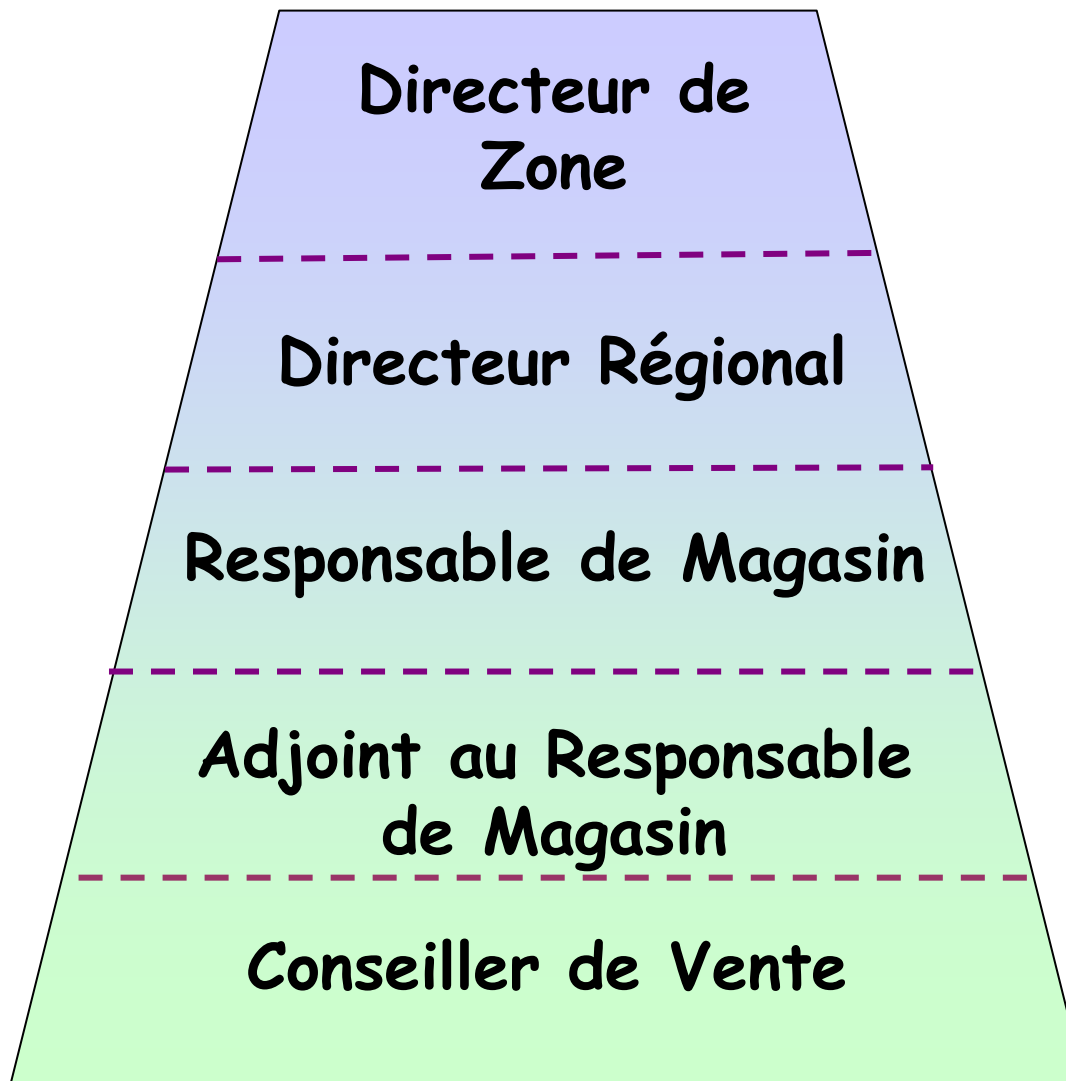 Directeur de
Zone
Directeur Régional
Responsable de Magasin
Adjoint au Responsable
de Magasin
Conseiller de Vente